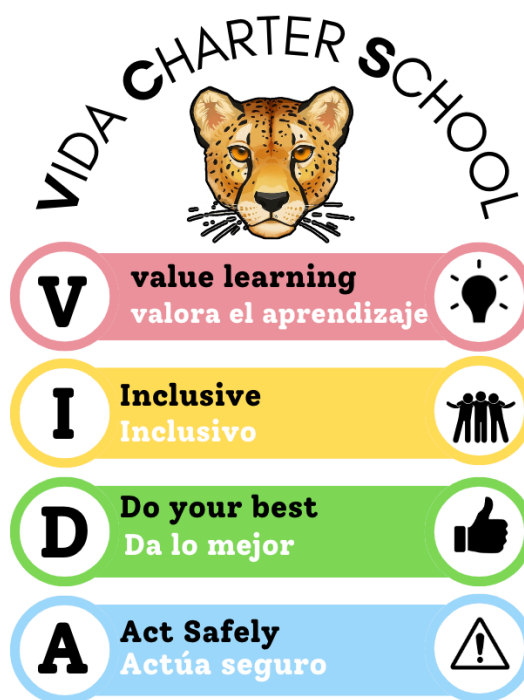 VIDA CHARTER SCHOOL
V
value learning
valora el aprendizaje
I
Inclusive
Inclusivo
D
Do your best
Da lo mejor
A
Act Safely
Actúa seguro